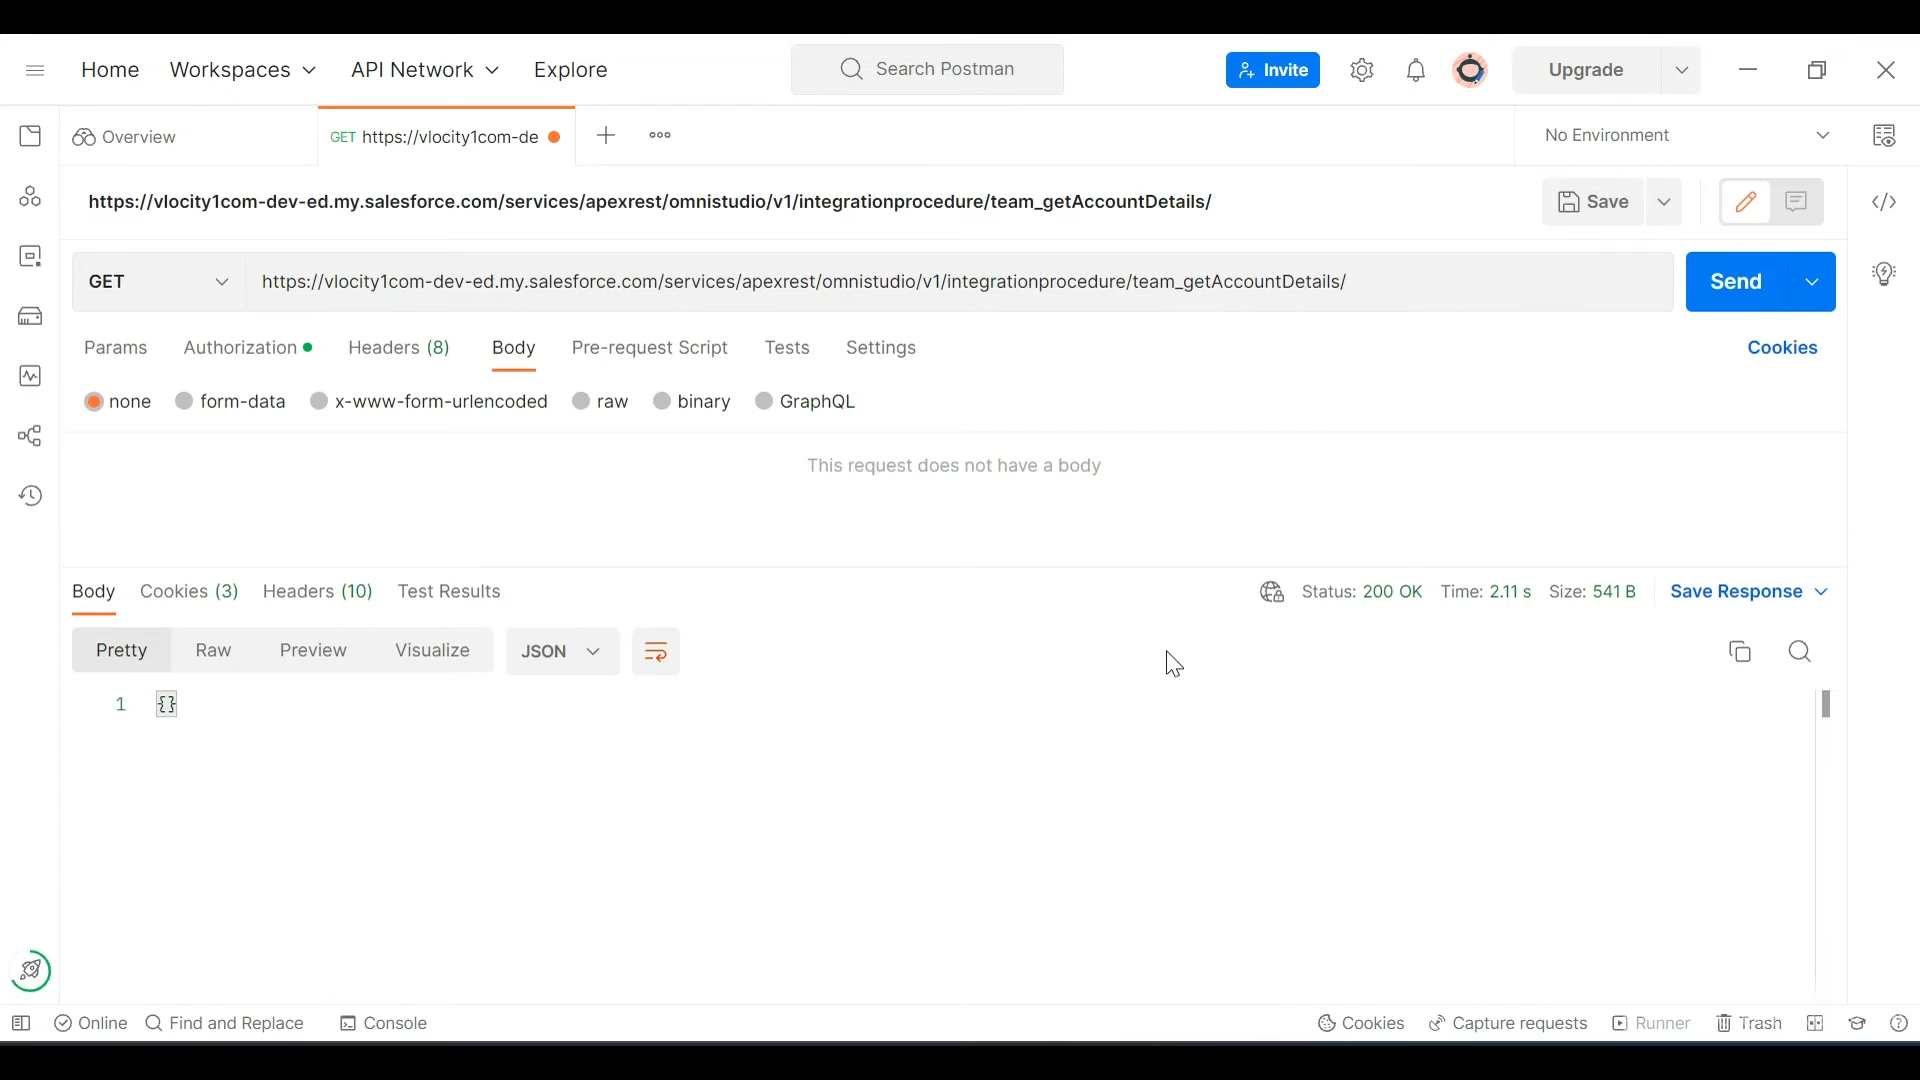 Home Workspaces API Network Explore Search Postman Invite Upgrade
Overview GET https://vlocity1com-de No Environment
https://vlocity1com-dev-ed.my.salesforce.com/services/apexrest/omnistudio/v1/integrationprocedure/team_getAccountDetails/ Save
GET https://vlocity1com-dev-ed.my.salesforce.com/services/apexrest/omnistudio/v1/integrationprocedure/team_getAccountDetails/ Send
Params Authorization Headers (8) Body Pre-request Script Tests Settings Cookies
none form-data x-www-form-urlencoded raw binary GraphQL
This request does not have a body
Body Cookies (3) Headers (10) Test Results Status: 200 OK Time: 2.11 s Size: 541 B Save Response
Pretty Raw Preview Visualize JSON
1 {}
Online Find and Replace Console Cookies Capture requests Runner Trash